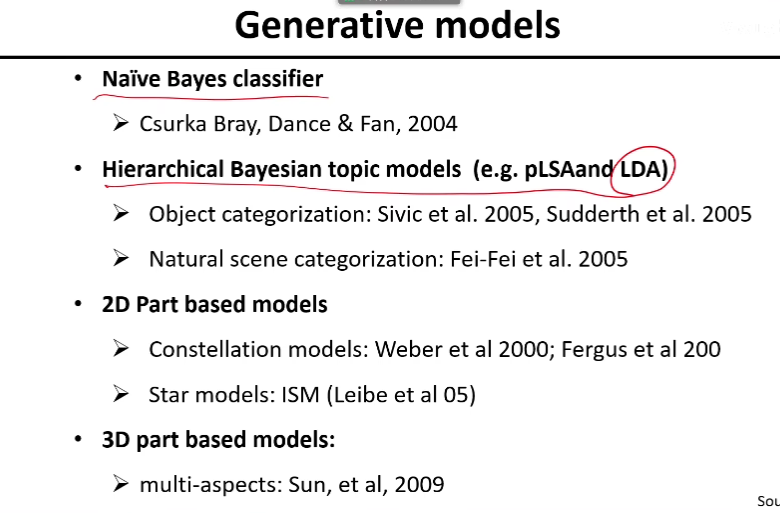 Generative models
• Naïve Bayes classifier
➢ Csurka Bray, Dance & Fan, 2004
• Hierarchical Bayesian topic models (e.g. pLSAand LDA)
➢ Object categorization: Sivic et al. 2005, Sudderth et al. 2005
➢ Natural scene categorization: Fei-Fei et al. 2005
• 2D Part based models
➢ Constellation models: Weber et al 2000; Fergus et al 200
➢ Star models: ISM (Leibe et al 05)
• 3D part based models:
➢ multi-aspects: Sun, et al, 2009
Sou